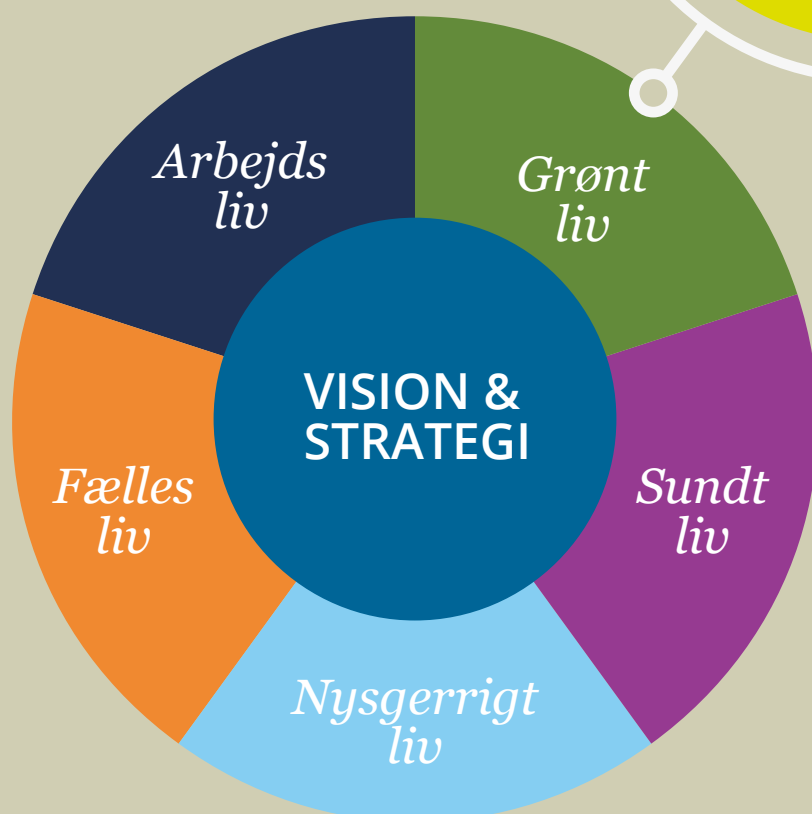 Arbejds
liv
Grønt
liv
VISION &
STRATEGI
Fælles
liv
Sundt
liv
Nysgerrigt
liv